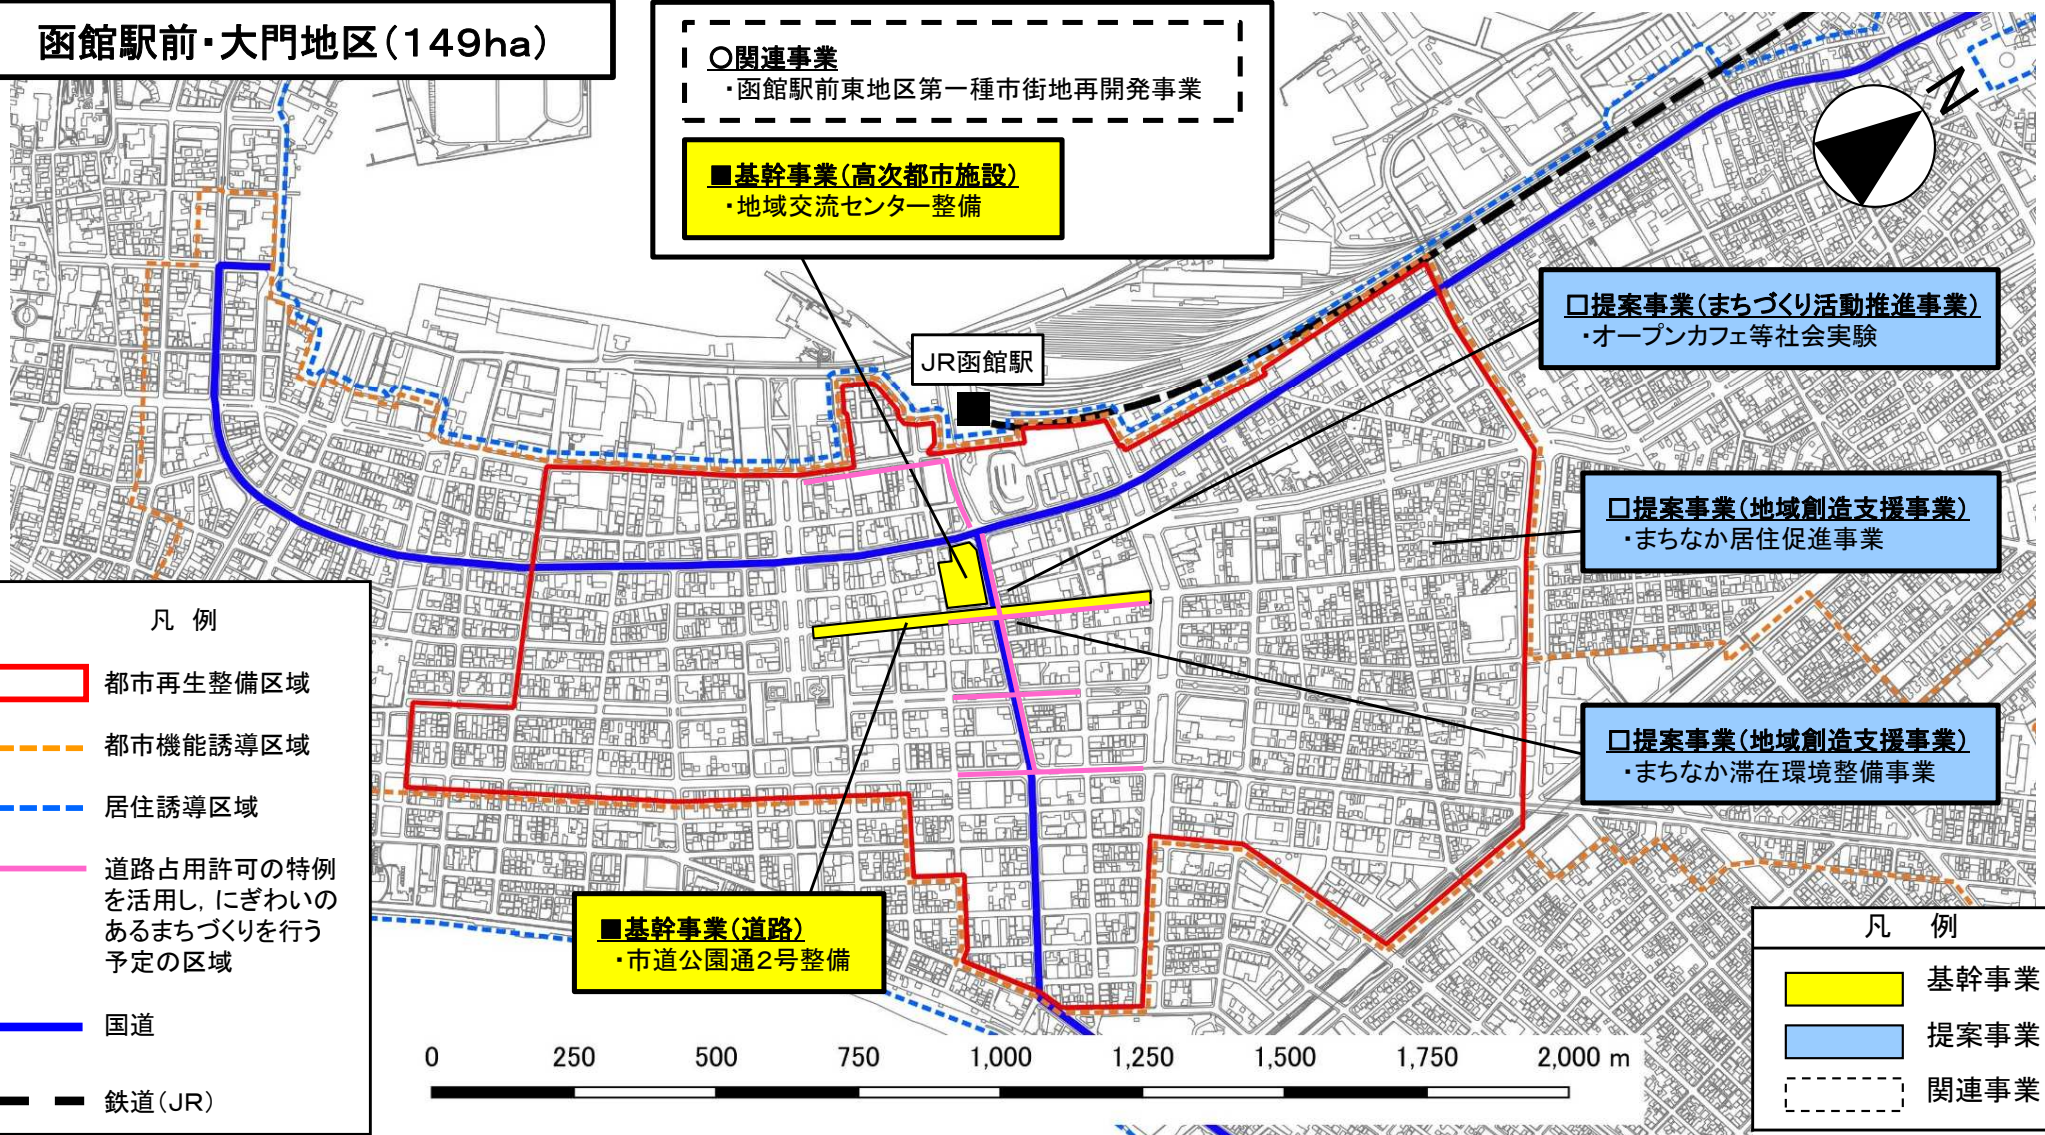 函館駅前・大門地区(149ha)
〇関連事業
・函館駅前東地区第一種市街地再開発事業
■基幹事業(高次都市施設)
・地域交流センター整備
N
□提案事業(まちづくり活動推進事業)
・オープンカフェ等社会実験
JR函館駅
□提案事業(地域創造支援事業)
・まちなか居住促進事業
□提案事業(地域創造支援事業)
・まちなか滞在環境整備事業
■基幹事業(道路)
・市道公園通2号整備
凡 例
都市再生整備区域
都市機能誘導区域
居住誘導区域
道路占用許可の特例
を活用し，にぎわいの
あるまちづくりを行う
予定の区域
国道
鉄道(JR)
0 250 500 750 1,000 1,250 1,500 1,750 2,000 m
凡 例
基幹事業
提案事業
関連事業